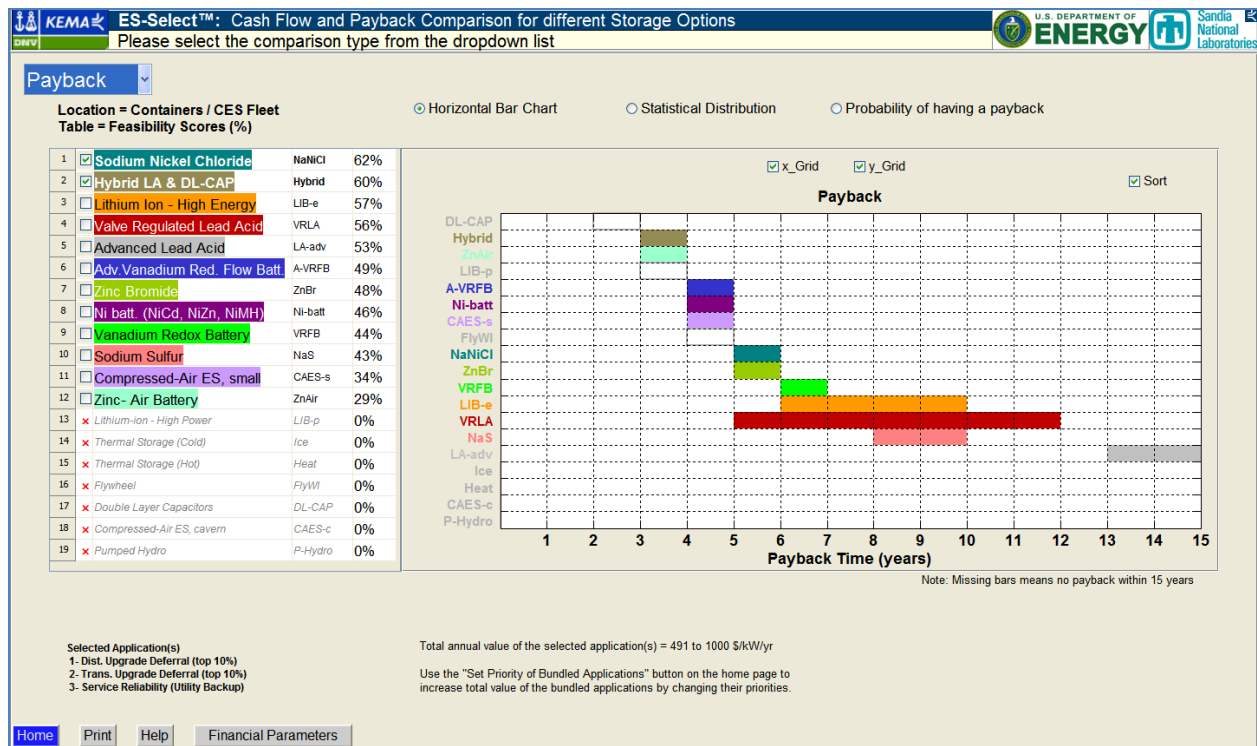 KEMA
DNV
ES-Select™: Cash Flow and Payback Comparison for different Storage Options
Please select the comparison type from the dropdown list
U.S. DEPARTMENT OF
ENERGY
Sandia
National
Laboratories
Payback
Location = Containers / CES Fleet
Table = Feasibility Scores (%)
Horizontal Bar Chart
Statistical Distribution
Probability of having a payback
1 Sodium Nickel Chloride NaNiCl 62%
2 Hybrid LA & DL-CAP Hybrid 60%
3 Lithium Ion - High Energy LIB-e 57%
4 Valve Regulated Lead Acid VRLA 56%
5 Advanced Lead Acid LA-adv 53%
6 Adv.Vanadium Red. Flow Batt. A-VRFB 49%
7 Zinc Bromide ZnBr 48%
8 Ni batt. (NiCd, NiZn, NiMH) Ni-batt 46%
9 Vanadium Redox Battery VRFB 44%
10 Sodium Sulfur NaS 43%
11 Compressed-Air ES, small CAES-s 34%
12 Zinc- Air Battery ZnAir 29%
13 x Lithium-ion - High Power LIB-p 0%
14 x Thermal Storage (Cold) Ice 0%
15 x Thermal Storage (Hot) Heat 0%
16 x Flywheel FlyWl 0%
17 x Double Layer Capacitors DL-CAP 0%
18 x Compressed-Air ES, cavern CAES-c 0%
19 x Pumped Hydro P-Hydro 0%
x_Grid
y_Grid
Sort
Payback
DL-CAP
Hybrid
ZnAir
LIB-p
A-VRFB
Ni-batt
CAES-s
FlyWl
NaNiCl
ZnBr
VRFB
LIB-e
VRLA
NaS
LA-adv
Ice
Heat
CAES-c
P-Hydro
1 2 3 4 5 6 7 8 9 10 11 12 13 14 15
Payback Time (years)
Note: Missing bars means no payback within 15 years
Selected Application(s)
1- Dist. Upgrade Deferral (top 10%)
2- Trans. Upgrade Deferral (top 10%)
3- Service Reliability (Utility Backup)
Total annual value of the selected application(s) = 491 to 1000 $/kW/yr
Use the "Set Priority of Bundled Applications" button on the home page to
increase total value of the bundled applications by changing their priorities.
Home
Print
Help
Financial Parameters